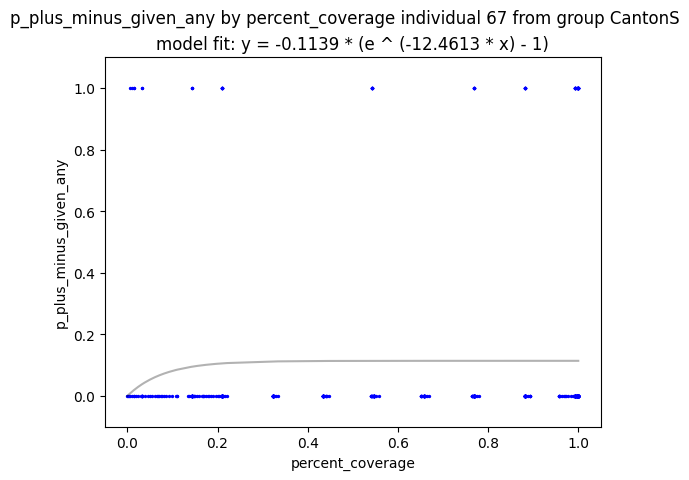 p_plus_minus_given_any by percent_coverage individual 67 from group CantonS
model fit: y = -0.1139 * (e ^ (-12.4613 * x) - 1)
1.0
0.8
0.6
0.4
0.2
0.0
p_plus_minus_given_any
0.0 0.2 0.4 0.6 0.8 1.0
percent_coverage